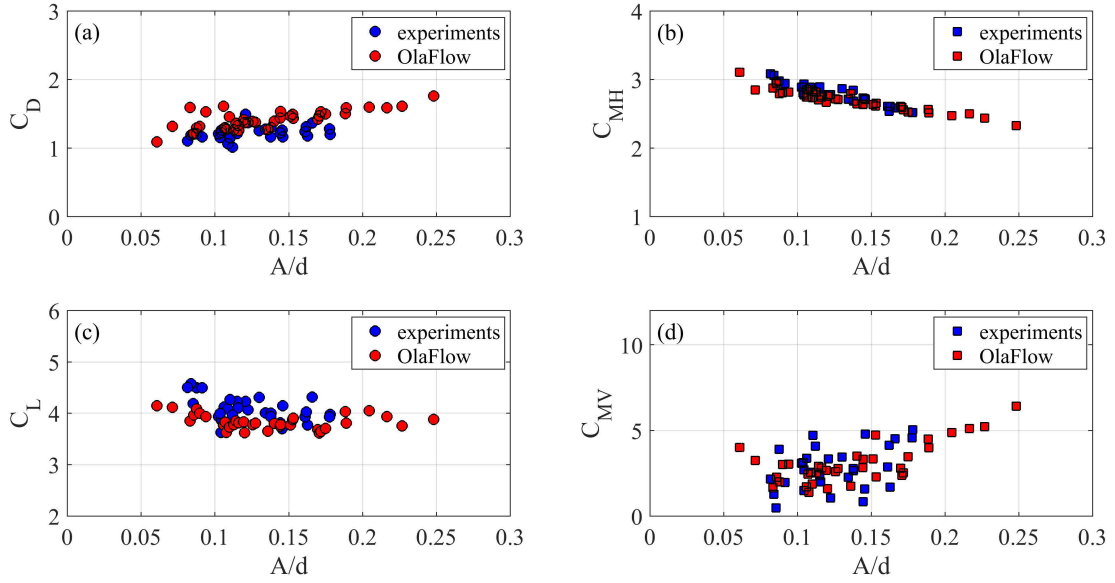 (a)
experiments
OlaFlow
C_D
3
2
1
0
0 0.05 0.1 0.15 0.2 0.25 0.3
A/d
(b)
experiments
OlaFlow
C_MH
4
3
2
1
0 0.05 0.1 0.15 0.2 0.25 0.3
A/d
(c)
experiments
OlaFlow
C_L
6
5
4
3
2
0 0.05 0.1 0.15 0.2 0.25 0.3
A/d
(d)
experiments
OlaFlow
C_MV
10
5
0
0 0.05 0.1 0.15 0.2 0.25 0.3
A/d